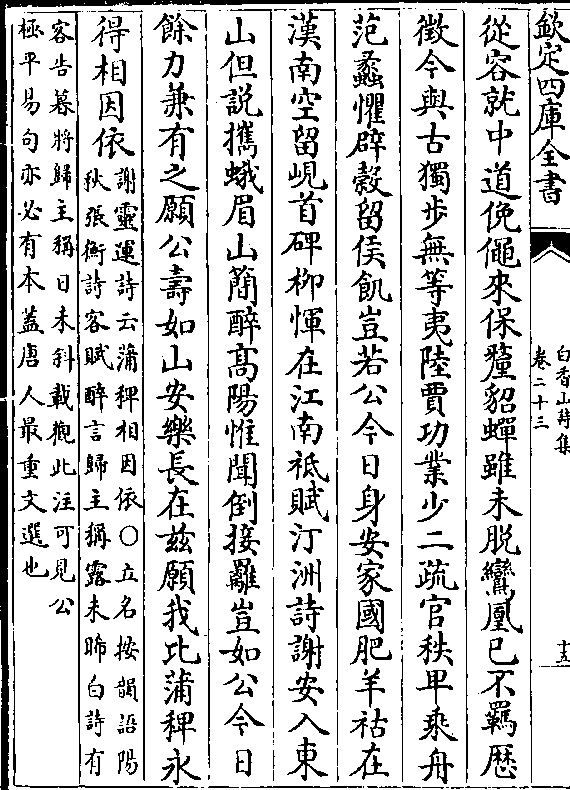 欽定四庫全書
白香山詩集
卷二十三
十五
從容就中道俛僶來保釐貂蟬雖未脱鸞凰已不羈歷
徵今與古獨步無等夷陸賈功業少二疏官秩卑乗舟
范蠡懼辟榖留侯飢豈若公今日身安家國肥羊祜在
漢南空留峴首碑柳惲在江南祗賦汀洲詩謝安入東
山但説攜蛾眉山簡醉高陽惟聞倒接䍦豈如公今日
餘力兼有之願公壽如山安樂長在兹願我比蒲稗永
得相因依謝靈運詩云蒲稗相因依○立名按韻語陽
秋張衡詩客賦醉言歸主稱露未晞白詩有
客告暮將歸主稱日未斜載觀此注可見公
極平易句亦必有本蓋唐人最重文選也